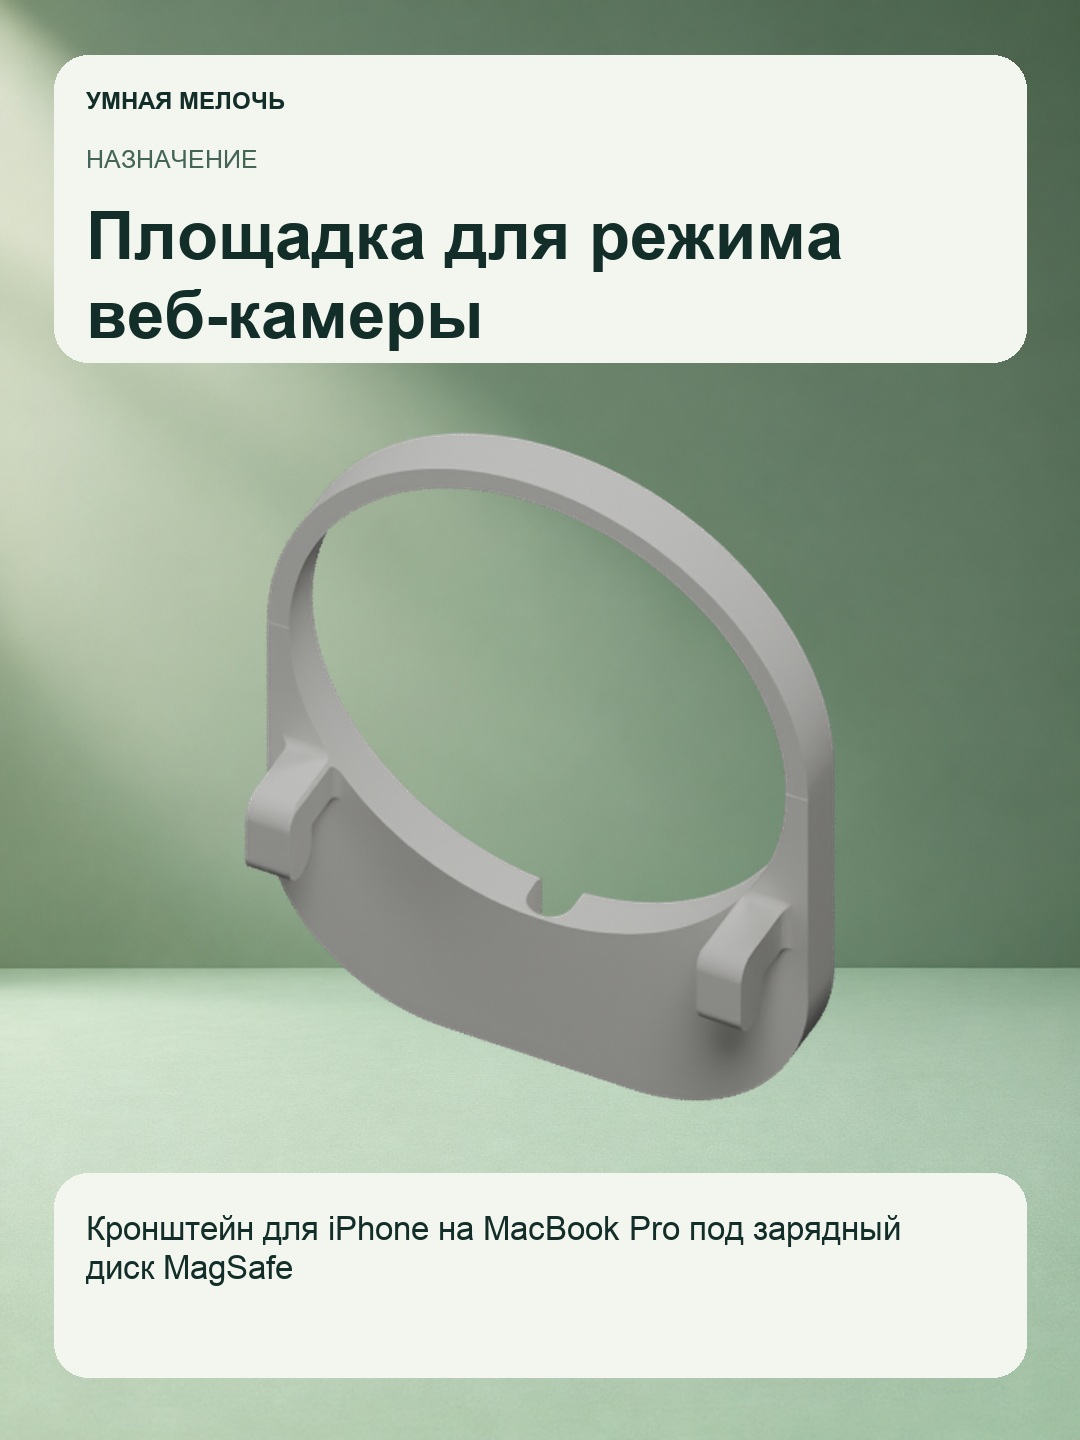 УМНАЯ МЕЛОЧЬ
НАЗНАЧЕНИЕ
Площадка для режима
веб-камеры
Кронштейн для iPhone на MacBook Pro под зарядный
диск MagSafe